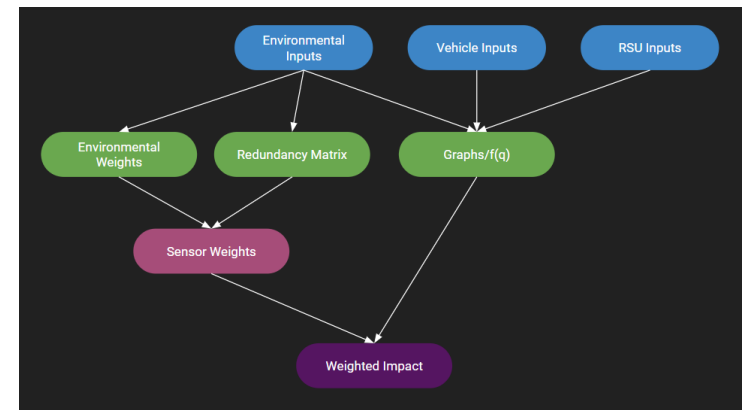 Environmental
Inputs
Vehicle Inputs
RSU Inputs
Environmental
Weights
Redundancy Matrix
Graphs/f(q)
Sensor Weights
Weighted Impact